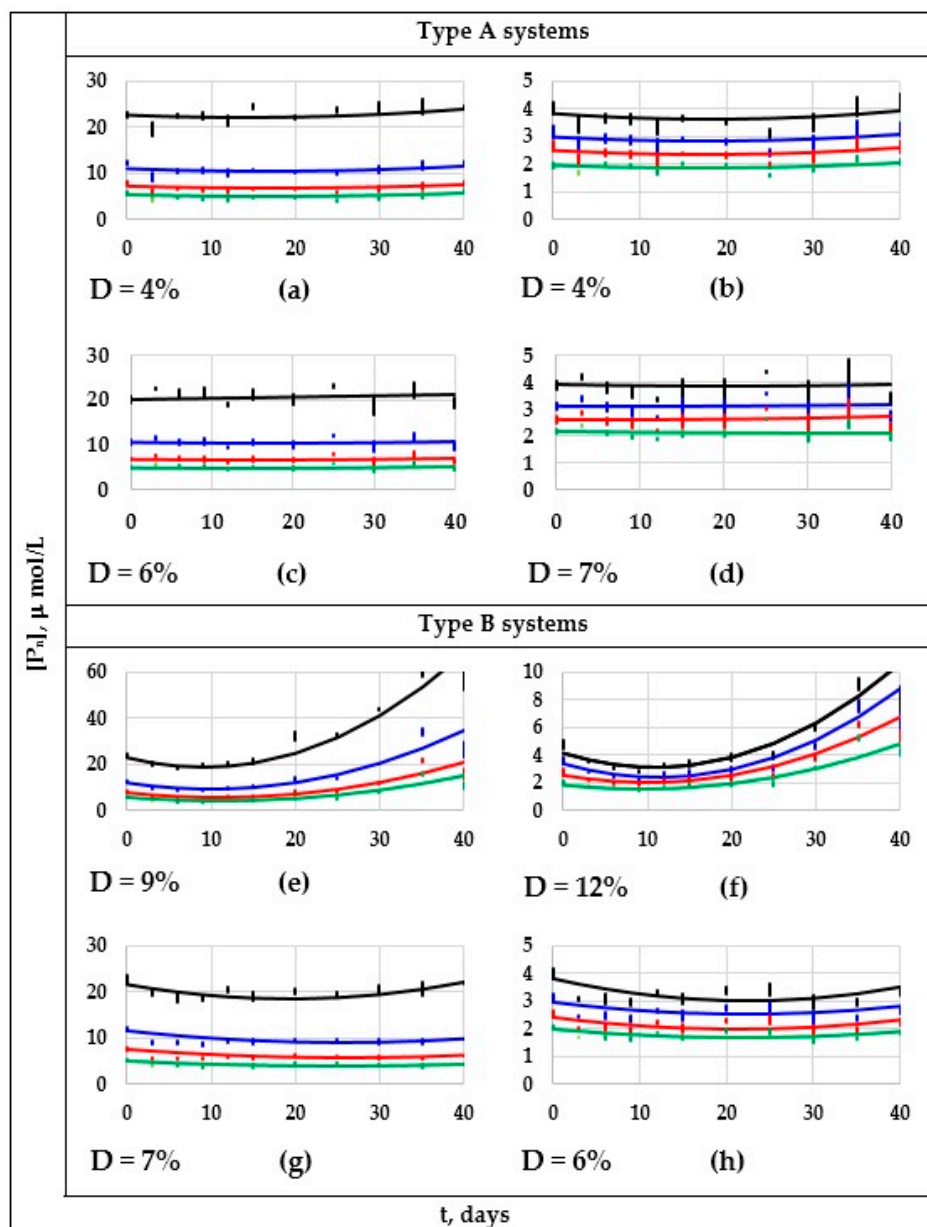 Type A systems
30
20
10
0
0 10 20 30 40
D = 4% (a)
5
4
3
2
1
0
0 10 20 30 40
D = 4% (b)
30
20
10
0
0 10 20 30 40
D = 6% (c)
5
4
3
2
1
0
0 10 20 30 40
D = 7% (d)
[Pₙ], µ mol/L
Type B systems
60
40
20
0
0 10 20 30 40
D = 9% (e)
10
8
6
4
2
0
0 10 20 30 40
D = 12% (f)
30
20
10
0
0 10 20 30 40
D = 7% (g)
5
4
3
2
1
0
0 10 20 30 40
D = 6% (h)
t, days